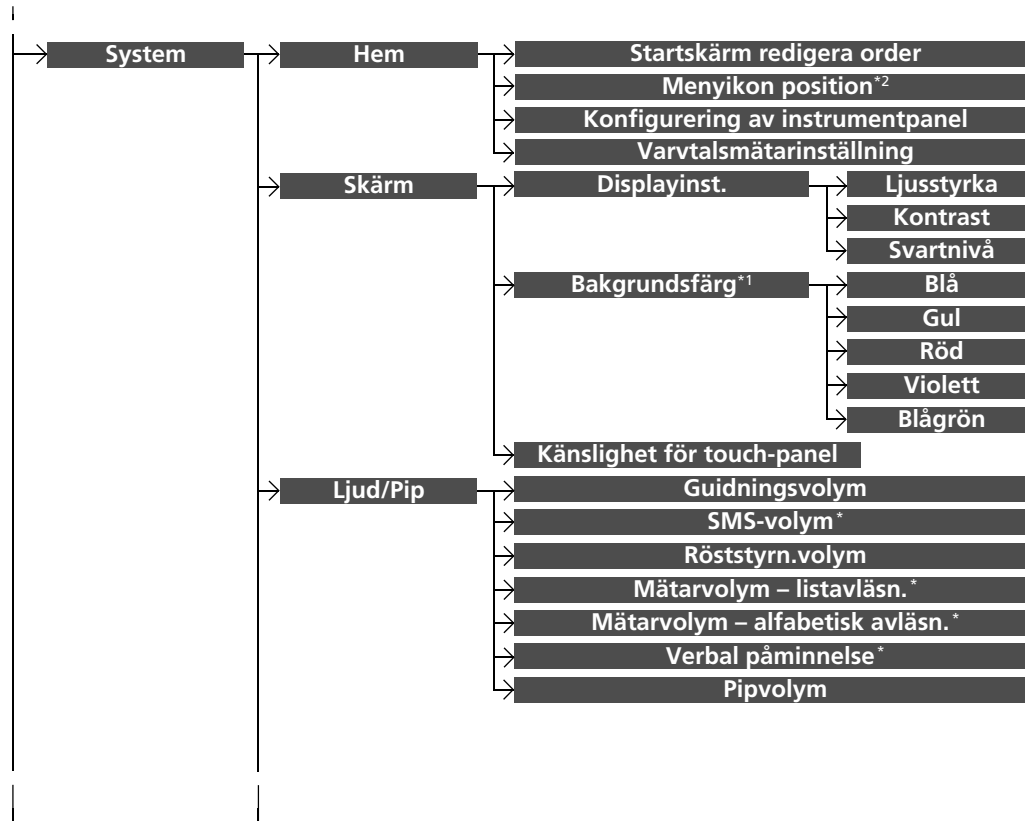 System
Hem
Startskärm redigera order
Menyikon position*2
Konfigurering av instrumentpanel
Varvtalsmätarinställning
Skärm
Displayinst.
Ljusstyrka
Kontrast
Svartnivå
Bakgrundsfärg*1
Blå
Gul
Röd
Violett
Blågrön
Känslighet för touch-panel
Ljud/Pip
Guidningsvolym
SMS-volym*
Röststyrn.volym
Mätarvolym – listavläsn.*
Mätarvolym – alfabetisk avläsn.*
Verbal påminnelse*
Pipvolym